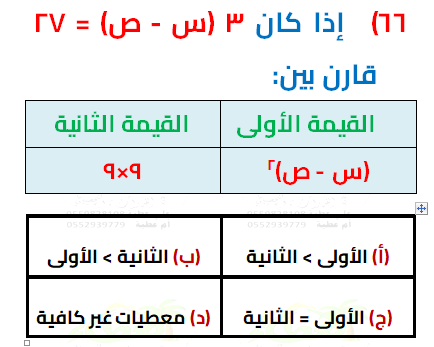 ٦٦) إذا كان ٣ (س - ص) = ٢٧
قارن بين:
القيمة الأولى القيمة الثانية
(س - ص)٢ ٩×٩
(أ) الأولى > الثانية (ب) الثانية > الأولى
(ج) الأولى = الثانية (د) معطيات غير كافية